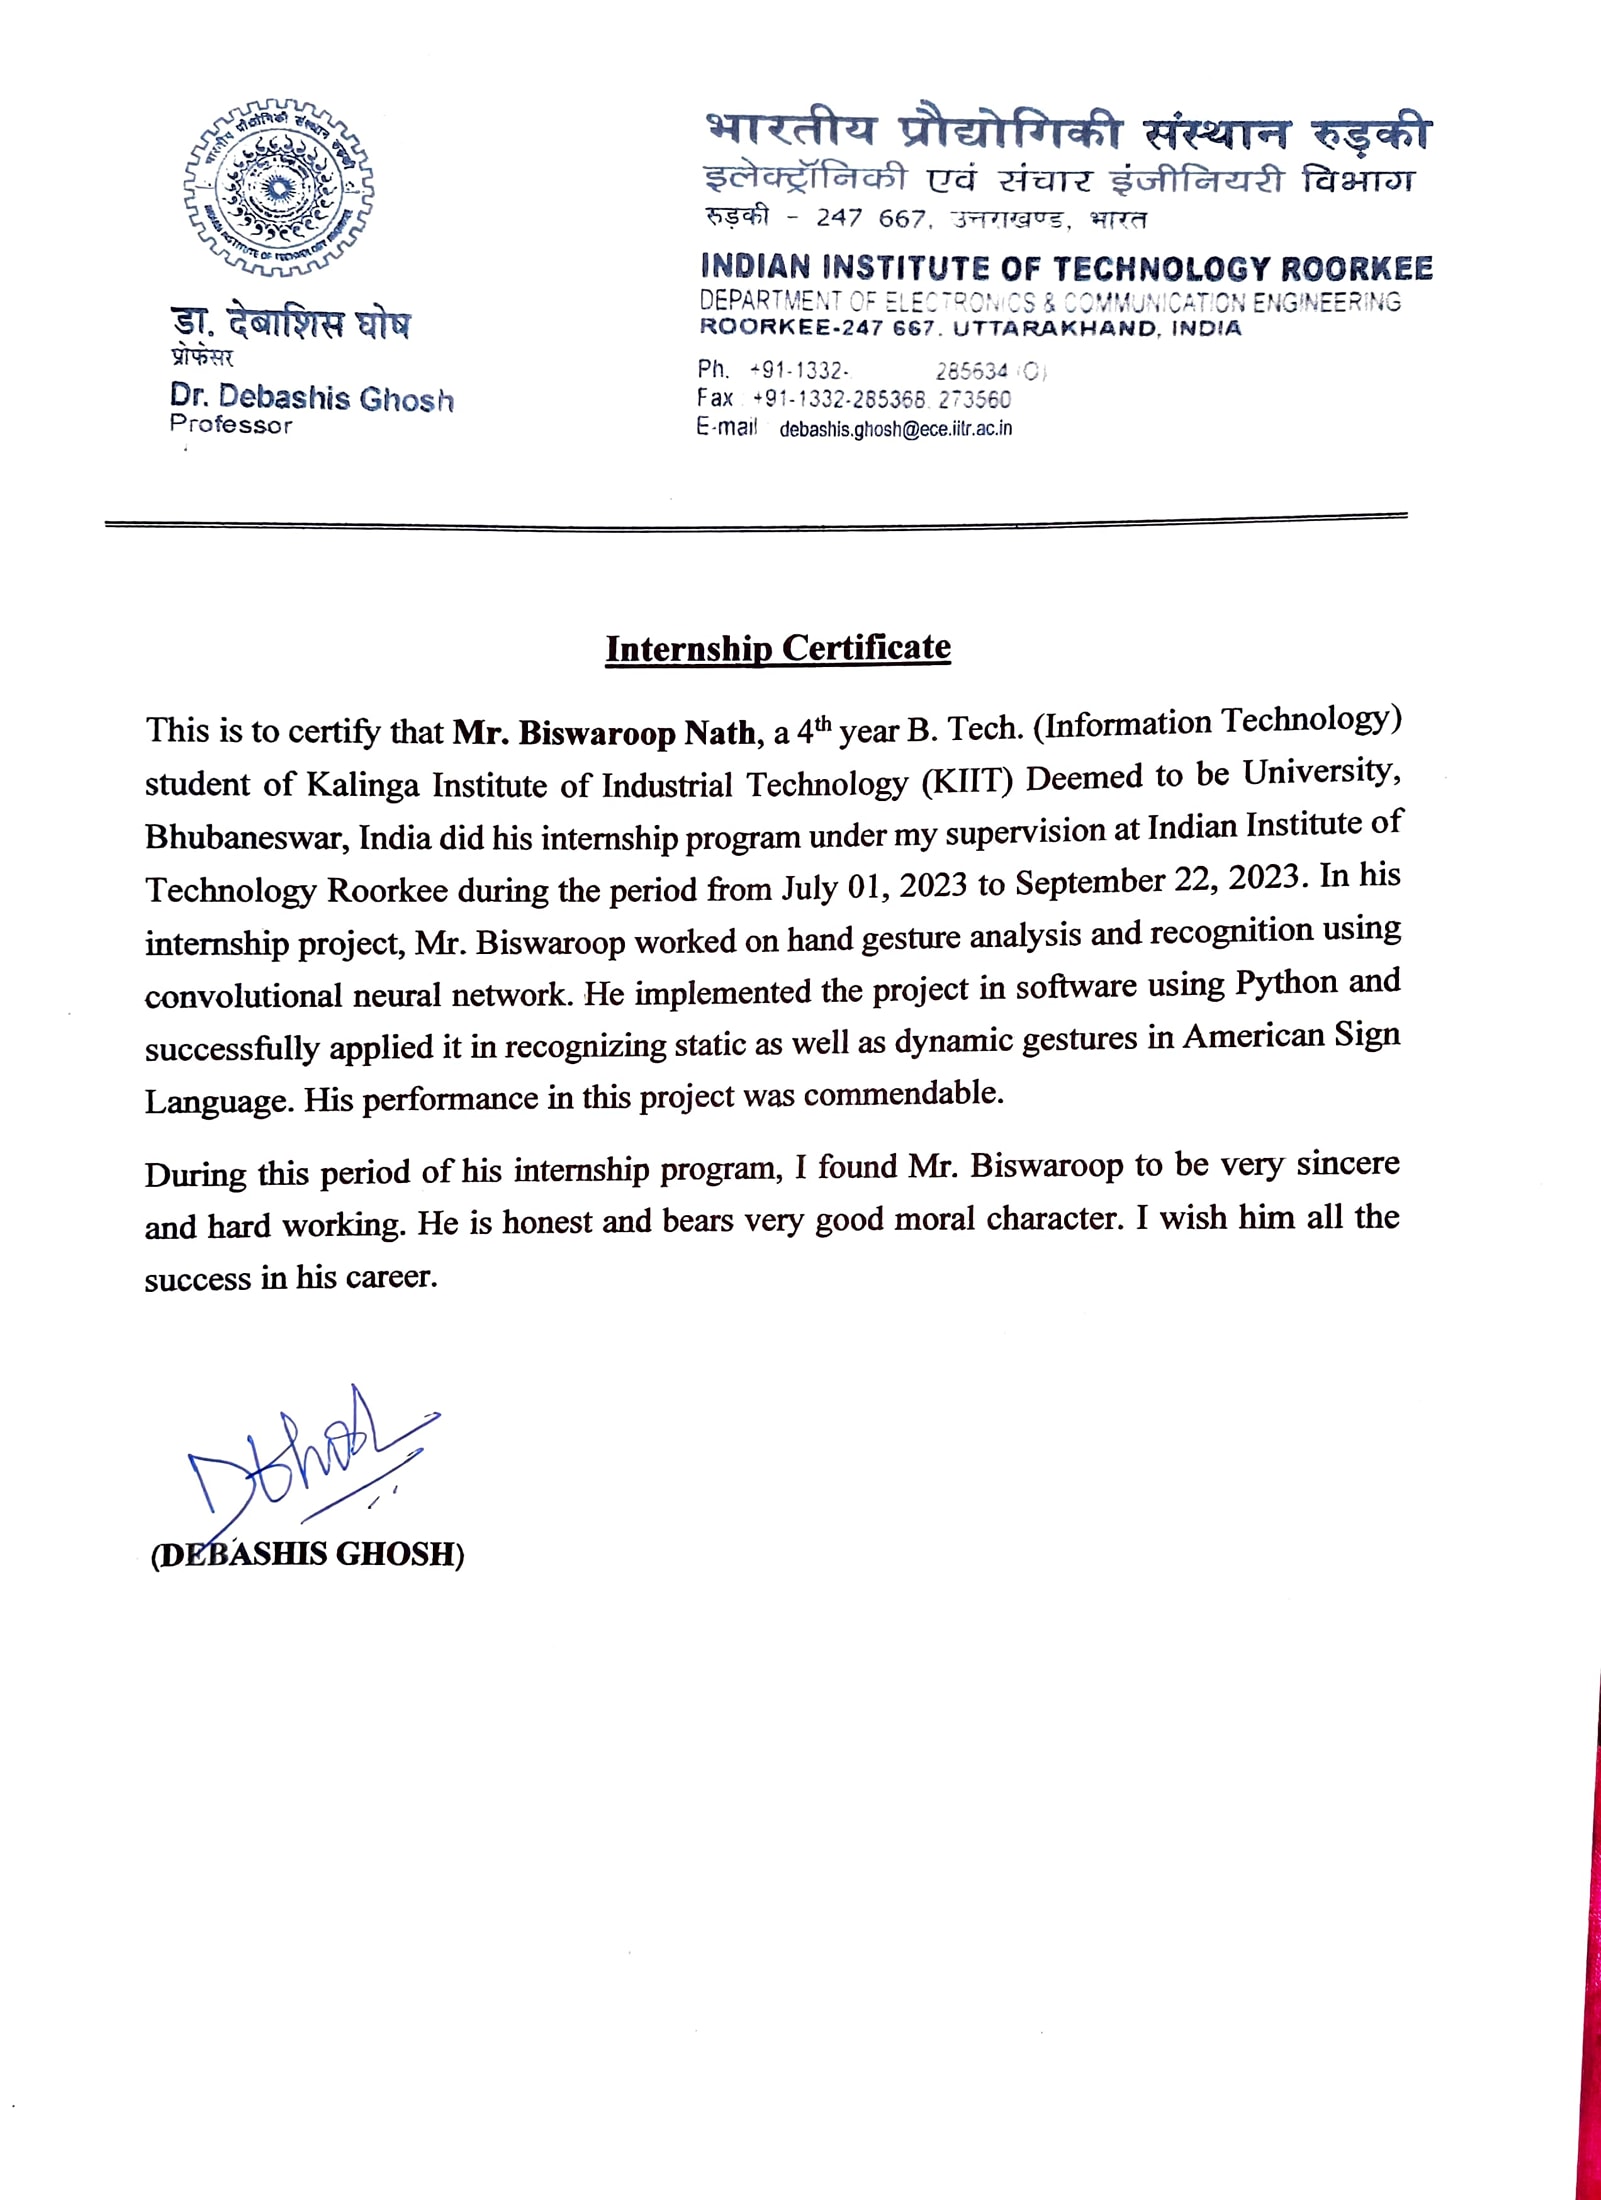 भारतीय प्रौद्योगिकी संस्थान रुड़की
INDIAN INSTITUTE OF TECHNOLOGY ROORKEE
डा. देबाशिस घोष
प्रोफेसर
Dr. Debashis Ghosh
Professor
भारतीय प्रौद्योगिकी संस्थान रुड़की
इलेक्ट्रॉनिकी एवं संचार इंजीनियरी विभाग
रुड़की - 247 667, उत्तराखण्ड, भारत
INDIAN INSTITUTE OF TECHNOLOGY ROORKEE
DEPARTMENT OF ELECTRONICS & COMMUNICATION ENGINEERING
ROORKEE-247 667. UTTARAKHAND, INDIA
Ph. +91-1332- 285634 (O)
Fax +91-1332-285368, 273560
E-mail debashis.ghosh@ece.iitr.ac.in
Internship Certificate
This is to certify that Mr. Biswaroop Nath, a 4th year B. Tech. (Information Technology)
student of Kalinga Institute of Industrial Technology (KIIT) Deemed to be University,
Bhubaneswar, India did his internship program under my supervision at Indian Institute of
Technology Roorkee during the period from July 01, 2023 to September 22, 2023. In his
internship project, Mr. Biswaroop worked on hand gesture analysis and recognition using
convolutional neural network. He implemented the project in software using Python and
successfully applied it in recognizing static as well as dynamic gestures in American Sign
Language. His performance in this project was commendable.
During this period of his internship program, I found Mr. Biswaroop to be very sincere
and hard working. He is honest and bears very good moral character. I wish him all the
success in his career.
DGhosh
(DEBASHIS GHOSH)